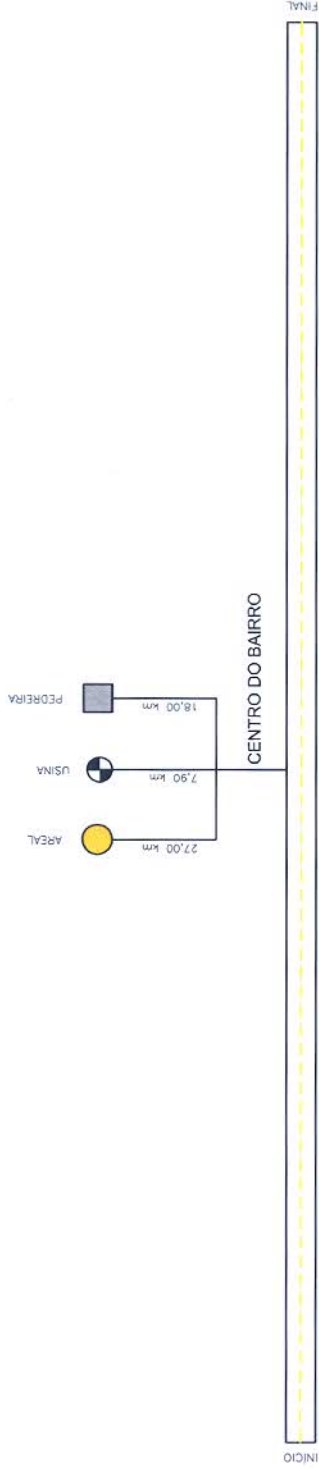 FINAL
PEDREIRA
18,00 km
USINA
7,90 km
AREAL
27,00 km
CENTRO DO BAIRRO
INÍCIO